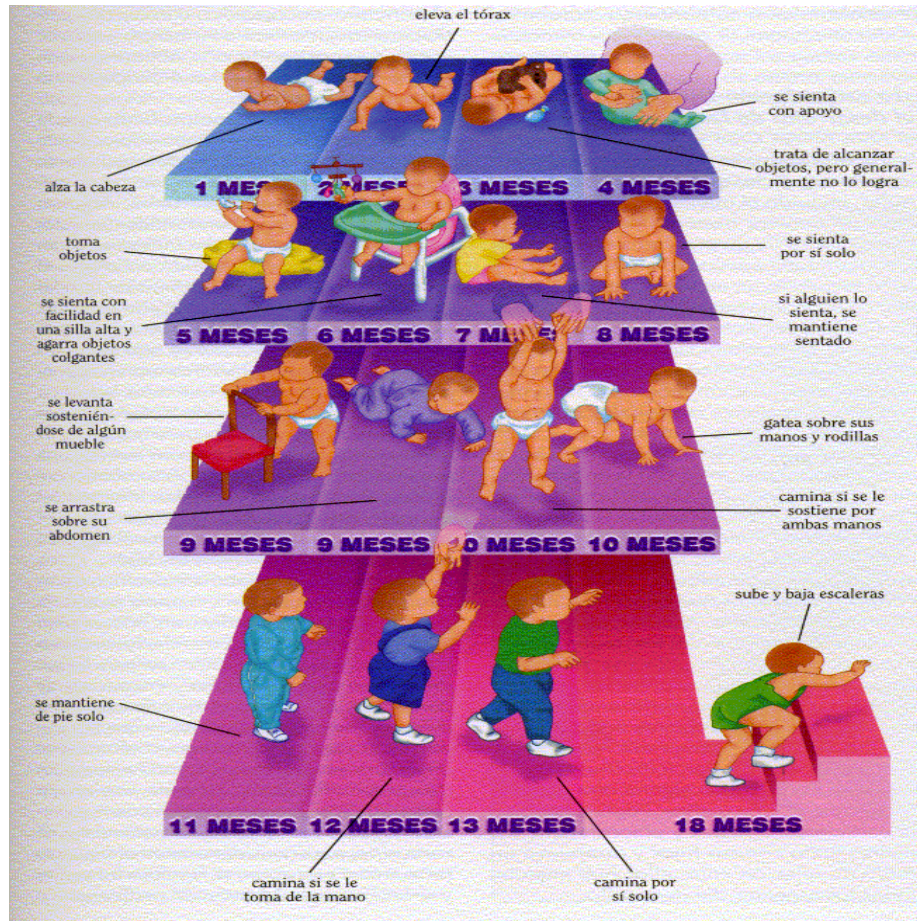 eleva el tórax
se sienta
con apoyo
alza la cabeza
trata de alcanzar
objetos, pero general-
mente no lo logra
1 MES 2 MESES 3 MESES 4 MESES
toma
objetos
se sienta
por sí solo
se sienta con
facilidad en
una silla alta y
agarra objetos
colgantes
si alguien lo
sienta, se
mantiene
sentado
5 MESES 6 MESES 7 MESES 8 MESES
se levanta
sostenién-
dose de algún
mueble
gatea sobre sus
manos y rodillas
se arrastra
sobre su
abdomen
camina si se le
sostiene por
ambas manos
9 MESES 9 MESES 10 MESES 10 MESES
sube y baja escaleras
se mantiene
de pie solo
11 MESES 12 MESES 13 MESES 18 MESES
camina si se le
toma de la mano
camina por
sí solo